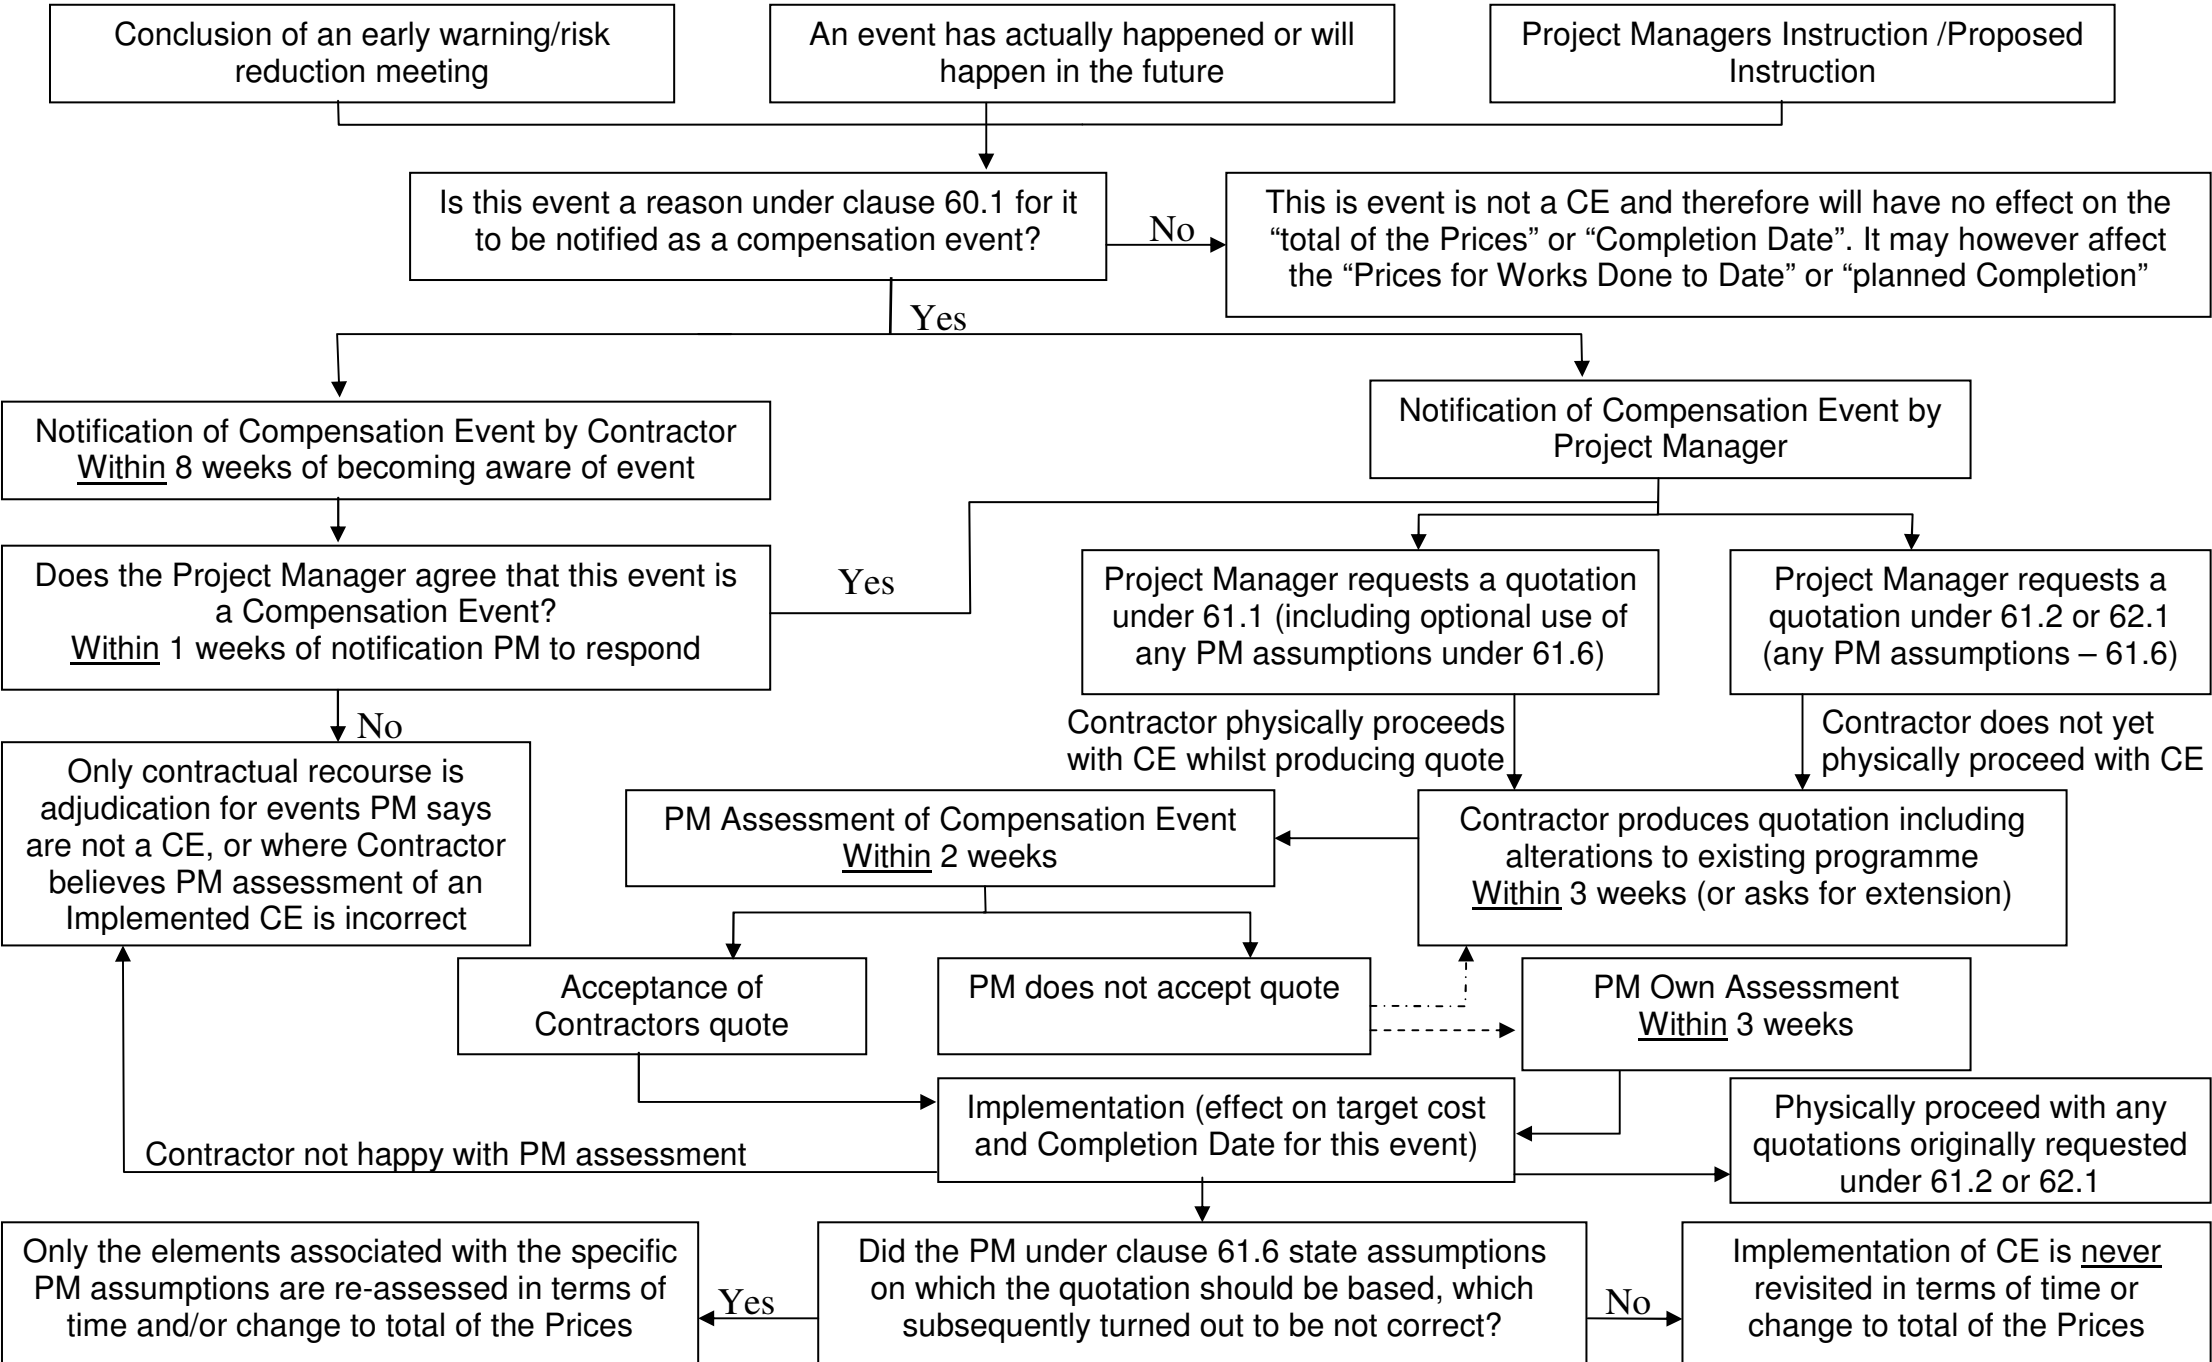 Conclusion of an early warning/risk
reduction meeting
An event has actually happened or will
happen in the future
Project Managers Instruction /Proposed
Instruction
Is this event a reason under clause 60.1 for it
to be notified as a compensation event?
No
This is event is not a CE and therefore will have no effect on the
“total of the Prices” or “Completion Date”. It may however affect
the “Prices for Works Done to Date” or “planned Completion”
Yes
Notification of Compensation Event by Contractor
Within 8 weeks of becoming aware of event
Notification of Compensation Event by
Project Manager
Does the Project Manager agree that this event is
a Compensation Event?
Within 1 weeks of notification PM to respond
Yes
Project Manager requests a quotation
under 61.1 (including optional use of
any PM assumptions under 61.6)
Project Manager requests a
quotation under 61.2 or 62.1
(any PM assumptions – 61.6)
No
Contractor physically proceeds
with CE whilst producing quote
Contractor does not yet
physically proceed with CE
Only contractual recourse is
adjudication for events PM says
are not a CE, or where Contractor
believes PM assessment of an
Implemented CE is incorrect
PM Assessment of Compensation Event
Within 2 weeks
Contractor produces quotation including
alterations to existing programme
Within 3 weeks (or asks for extension)
Acceptance of
Contractors quote
PM does not accept quote
PM Own Assessment
Within 3 weeks
Implementation (effect on target cost
and Completion Date for this event)
Physically proceed with any
quotations originally requested
under 61.2 or 62.1
Contractor not happy with PM assessment
Only the elements associated with the specific
PM assumptions are re-assessed in terms of
time and/or change to total of the Prices
Yes
Did the PM under clause 61.6 state assumptions
on which the quotation should be based, which
subsequently turned out to be not correct?
No
Implementation of CE is never
revisited in terms of time or
change to total of the Prices